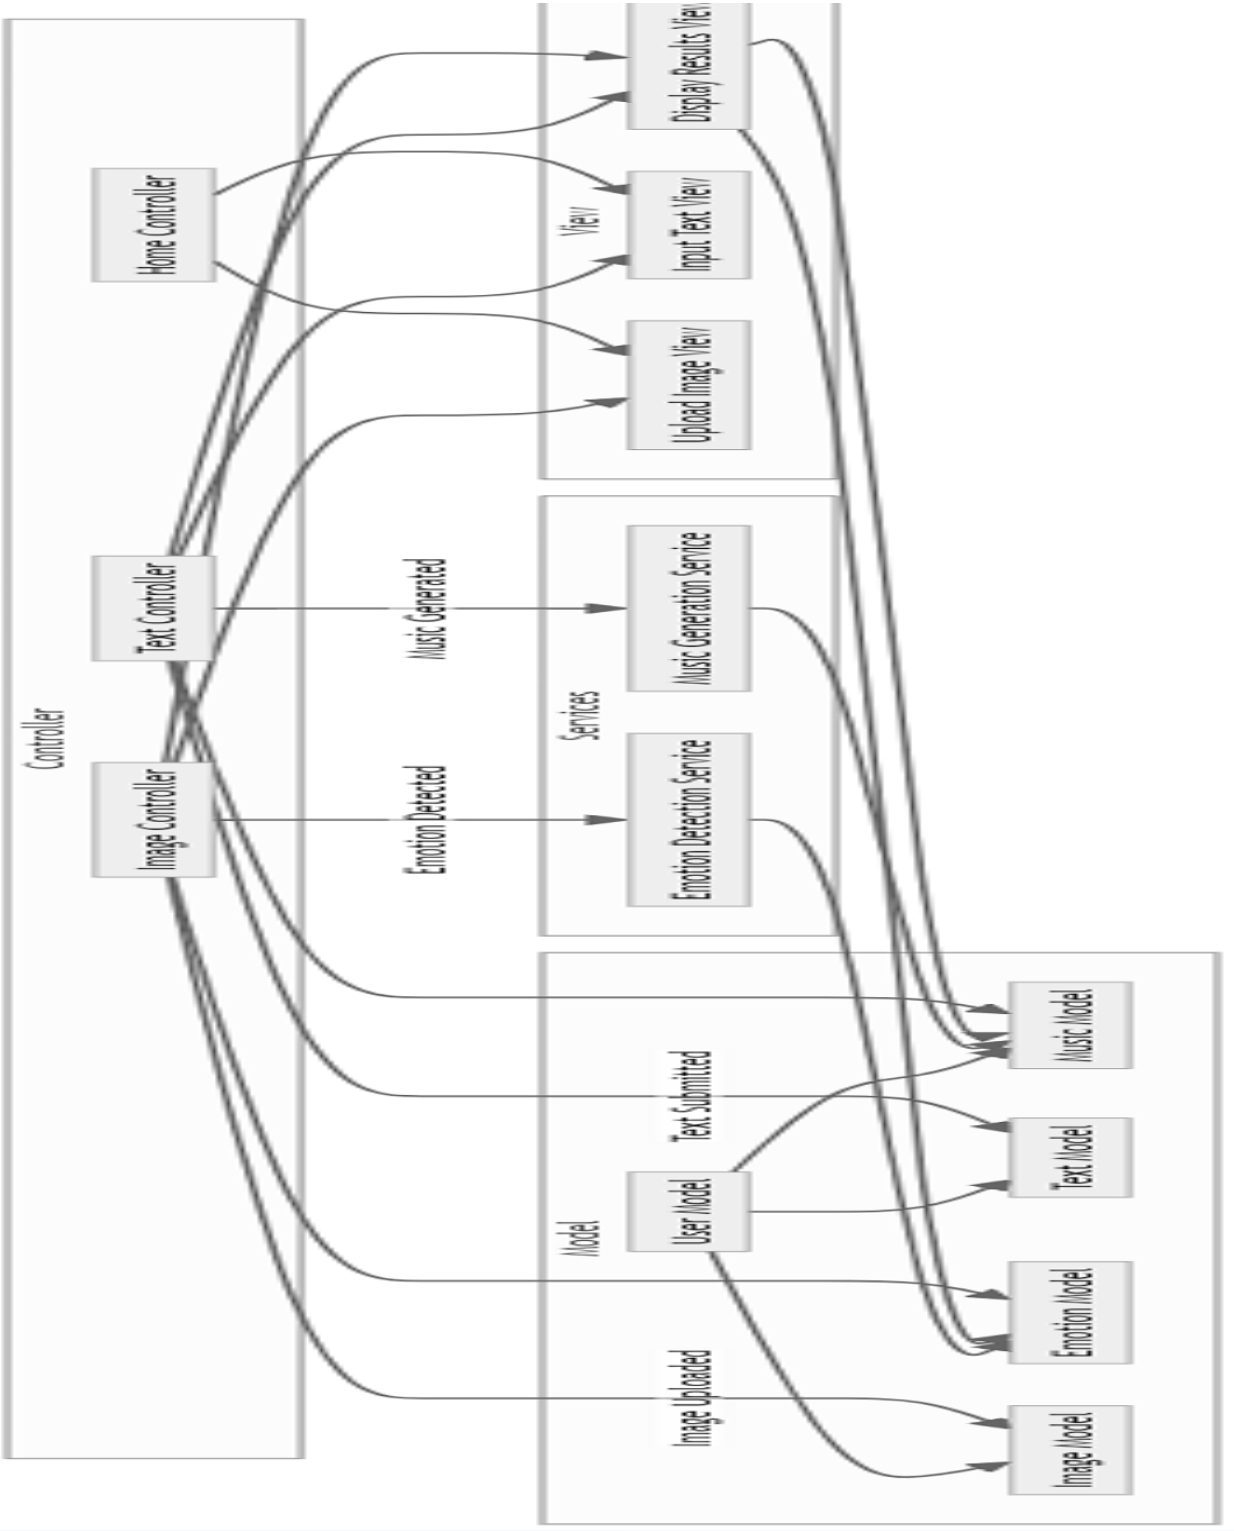 Controller
Image Controller
Text Controller
Home Controller
Emotion Detected
Music Generated
Model
Services
View
Image Uploaded
User Model
Text Submitted
Emotion Detection Service
Music Generation Service
Upload Image View
Input Text View
Display Results View
Image Model
Emotion Model
Text Model
Music Model